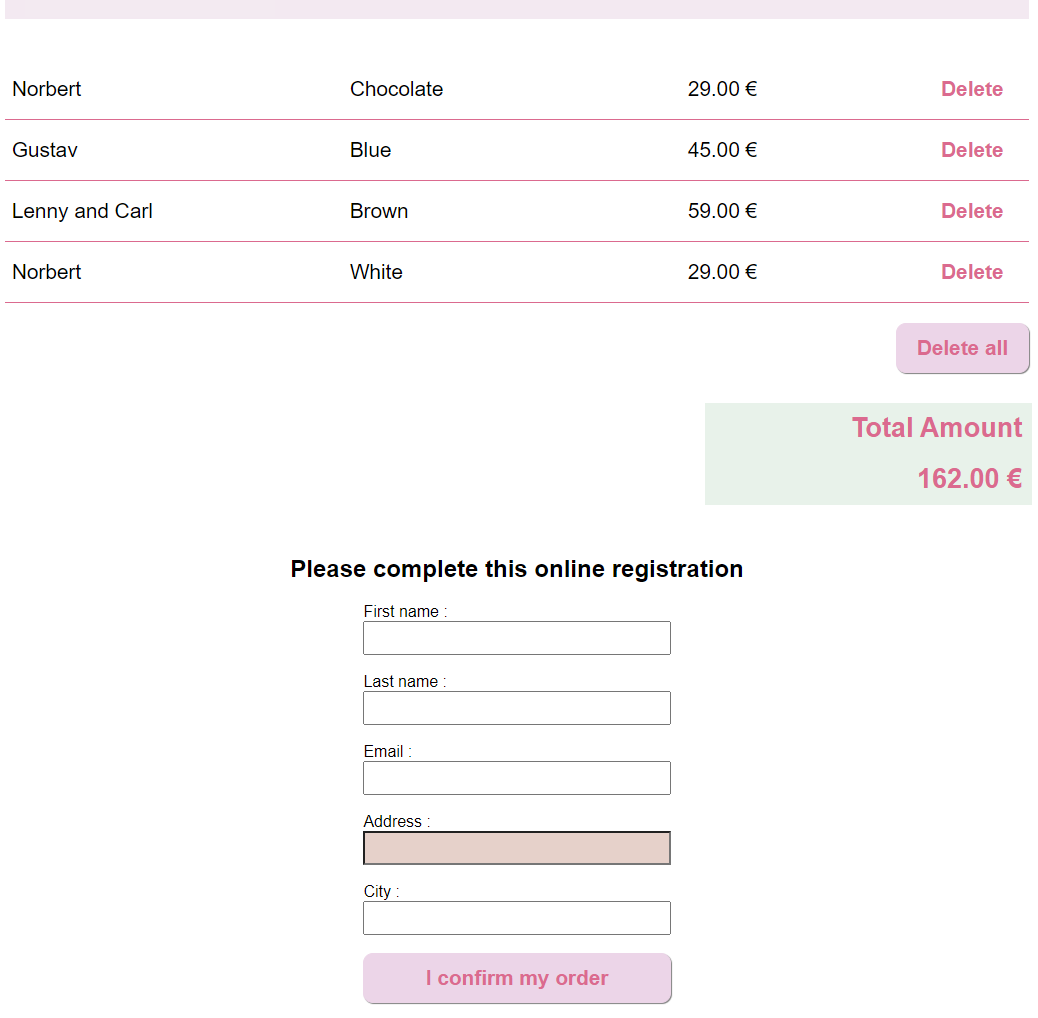 Norbert Chocolate 29.00 € Delete
Gustav Blue 45.00 € Delete
Lenny and Carl Brown 59.00 € Delete
Norbert White 29.00 € Delete
Delete all
Total Amount
162.00 €
Please complete this online registration
First name :
Last name :
Email :
Address :
City :
I confirm my order